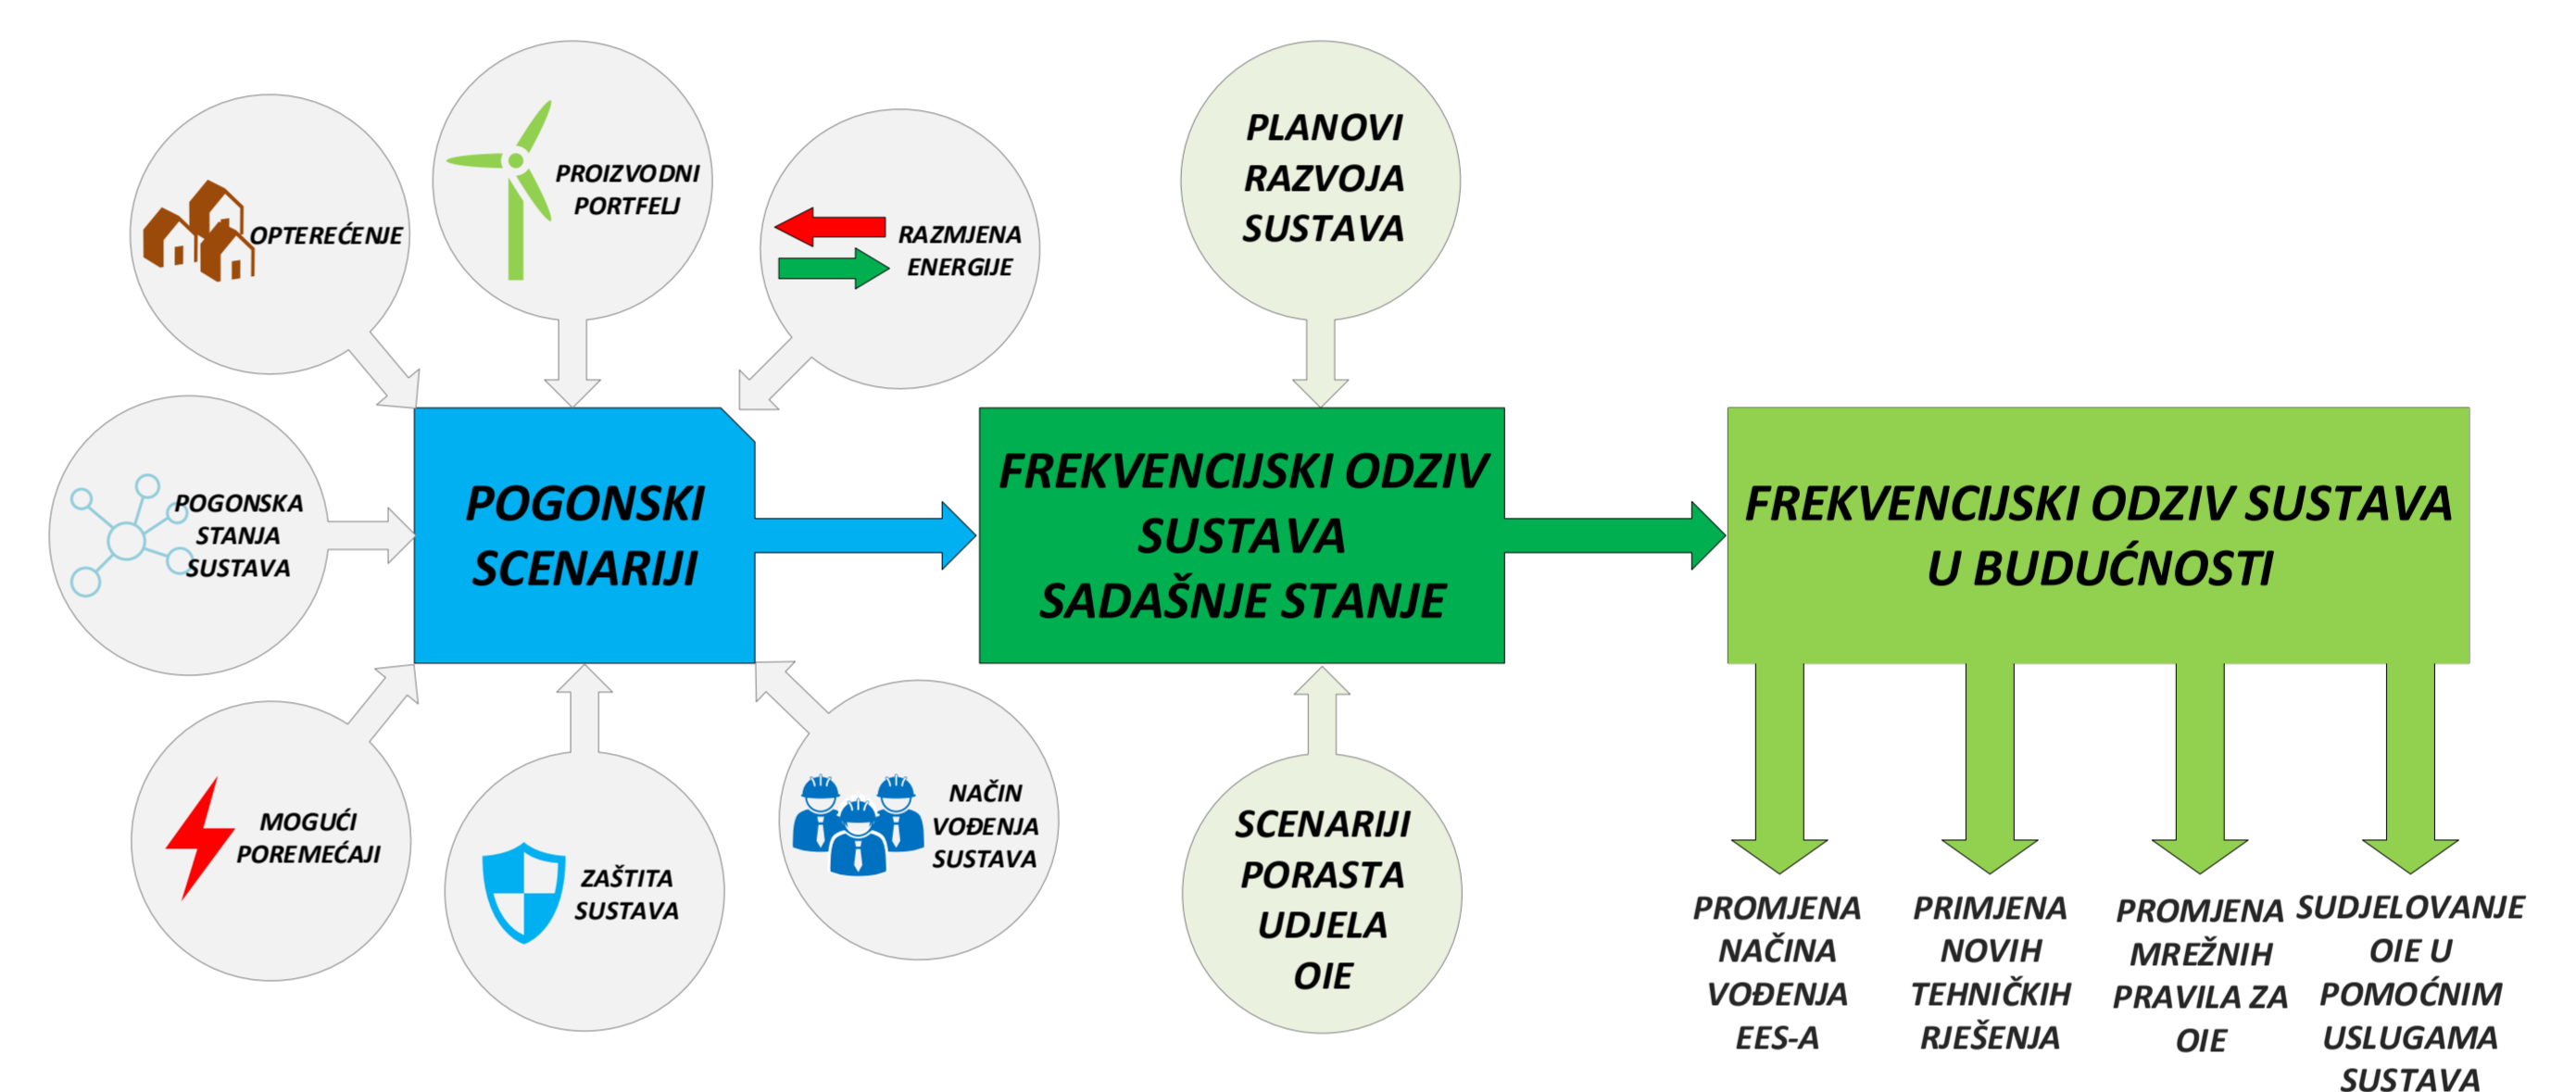 OPTEREĆENJE
PROIZVODNI
PORTFELJ
RAZMJENA
ENERGIJE
PLANOVI
RAZVOJA
SUSTAVA
POGONSKA
STANJA
SUSTAVA
POGONSKI
SCENARIJI
FREKVENCIJSKI ODZIV
SUSTAVA
SADAŠNJE STANJE
FREKVENCIJSKI ODZIV SUSTAVA
U BUDUĆNOSTI
MOGUĆI
POREMEĆAJI
ZAŠTITA
SUSTAVA
NAČIN
VOĐENJA
SUSTAVA
SCENARIJI
PORASTA
UDJELA
OIE
PROMJENA
NAČINA
VOĐENJA
EES-A
PRIMJENA
NOVIH
TEHNIČKIH
RJEŠENJA
PROMJENA
MREŽNIH
PRAVILA ZA
OIE
SUDJELOVANJE
OIE U
POMOĆNIM
USLUGAMA
SUSTAVA